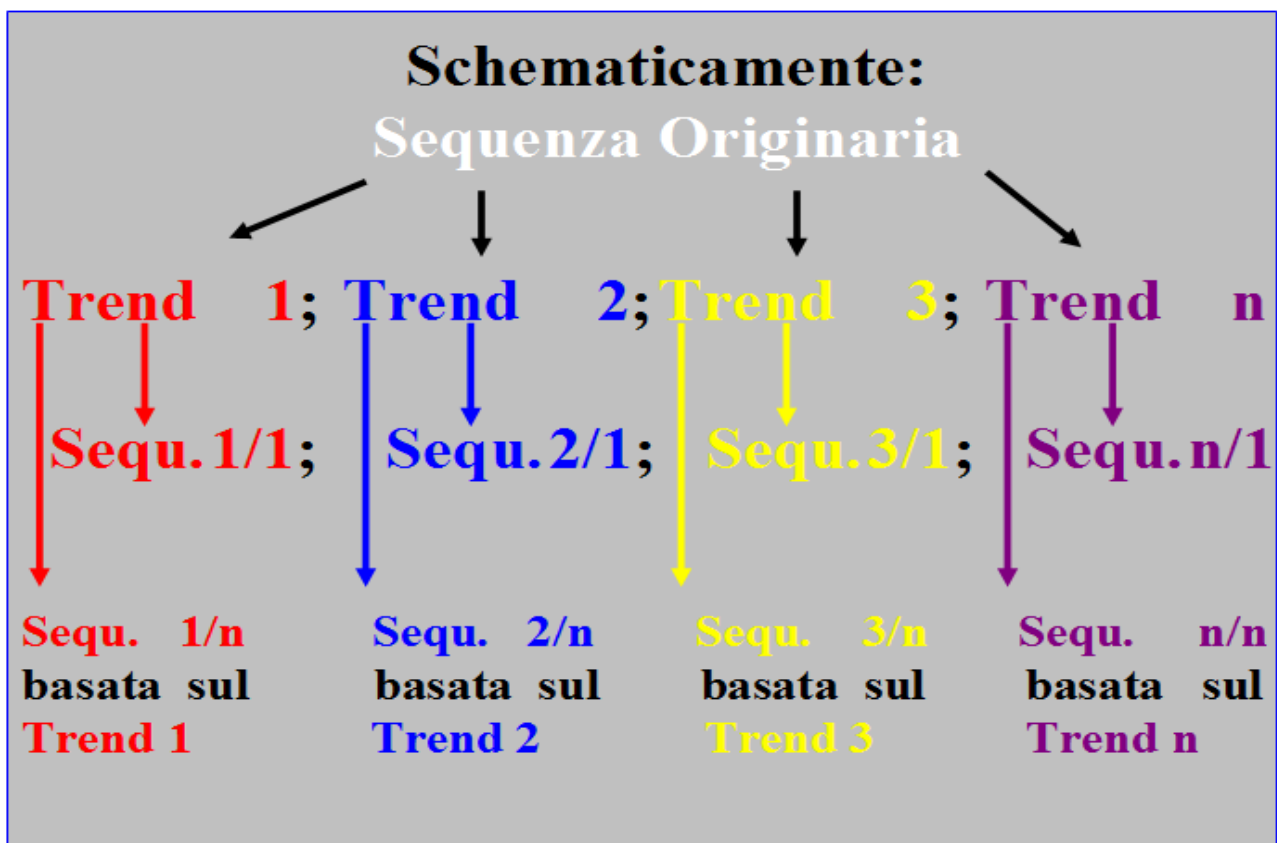 Schematicamente:
Sequenza Originaria
Trend 1; Trend 2; Trend 3; Trend n
Sequ. 1/1; Sequ. 2/1; Sequ. 3/1; Sequ. n/1
Sequ. 1/n Sequ. 2/n Sequ. 3/n Sequ. n/n
basata sul basata sul basata sul basata sul
Trend 1 Trend 2 Trend 3 Trend n